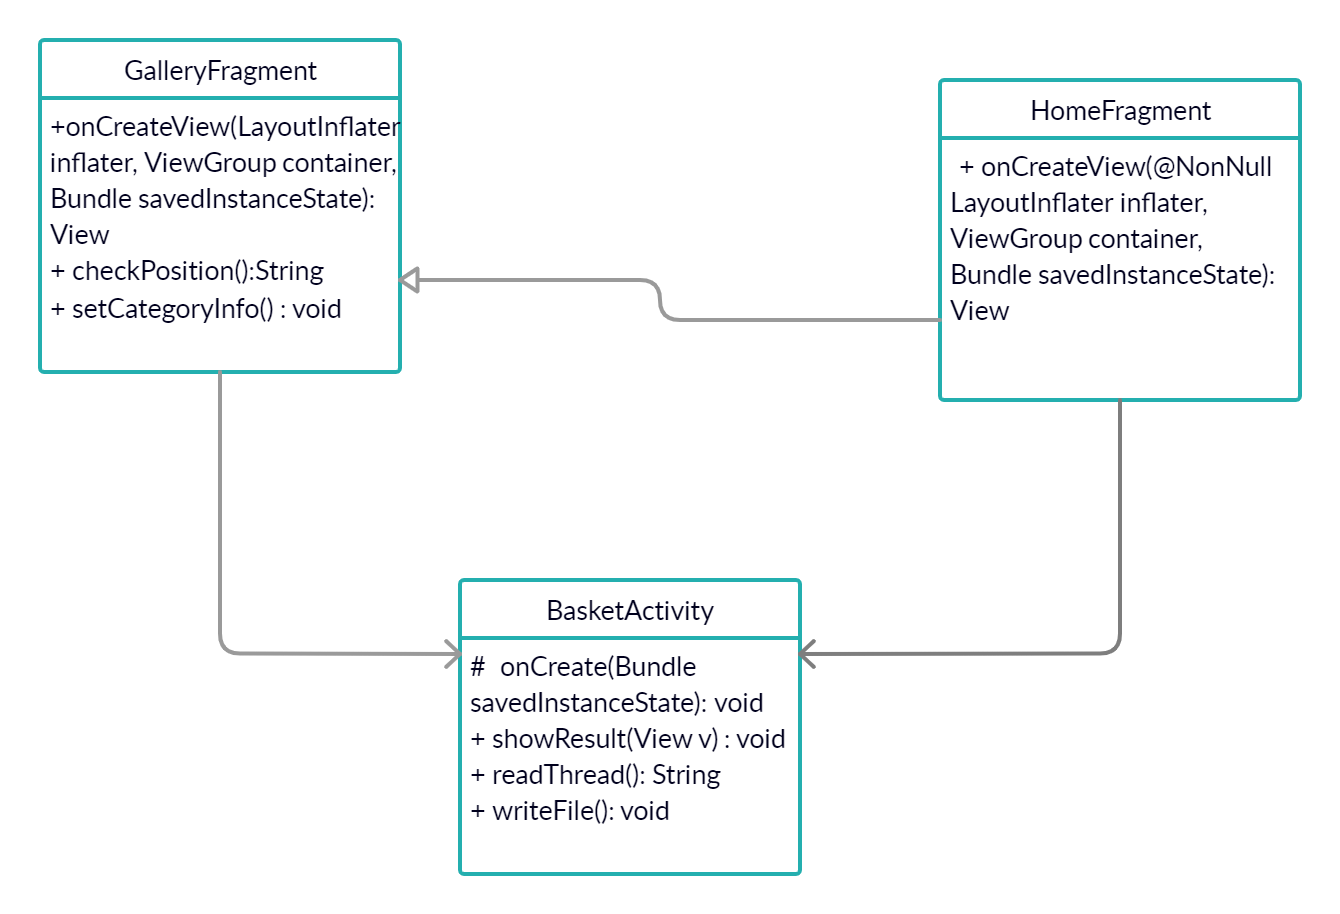 GalleryFragment
+onCreateView(LayoutInflater
inflater, ViewGroup container,
Bundle savedInstanceState):
View
+ checkPosition():String
+ setCategoryInfo() : void
HomeFragment
+ onCreateView(@NonNull
LayoutInflater inflater,
ViewGroup container,
Bundle savedInstanceState):
View
BasketActivity
# onCreate(Bundle
savedInstanceState): void
+ showResult(View v) : void
+ readThread(): String
+ writeFile(): void